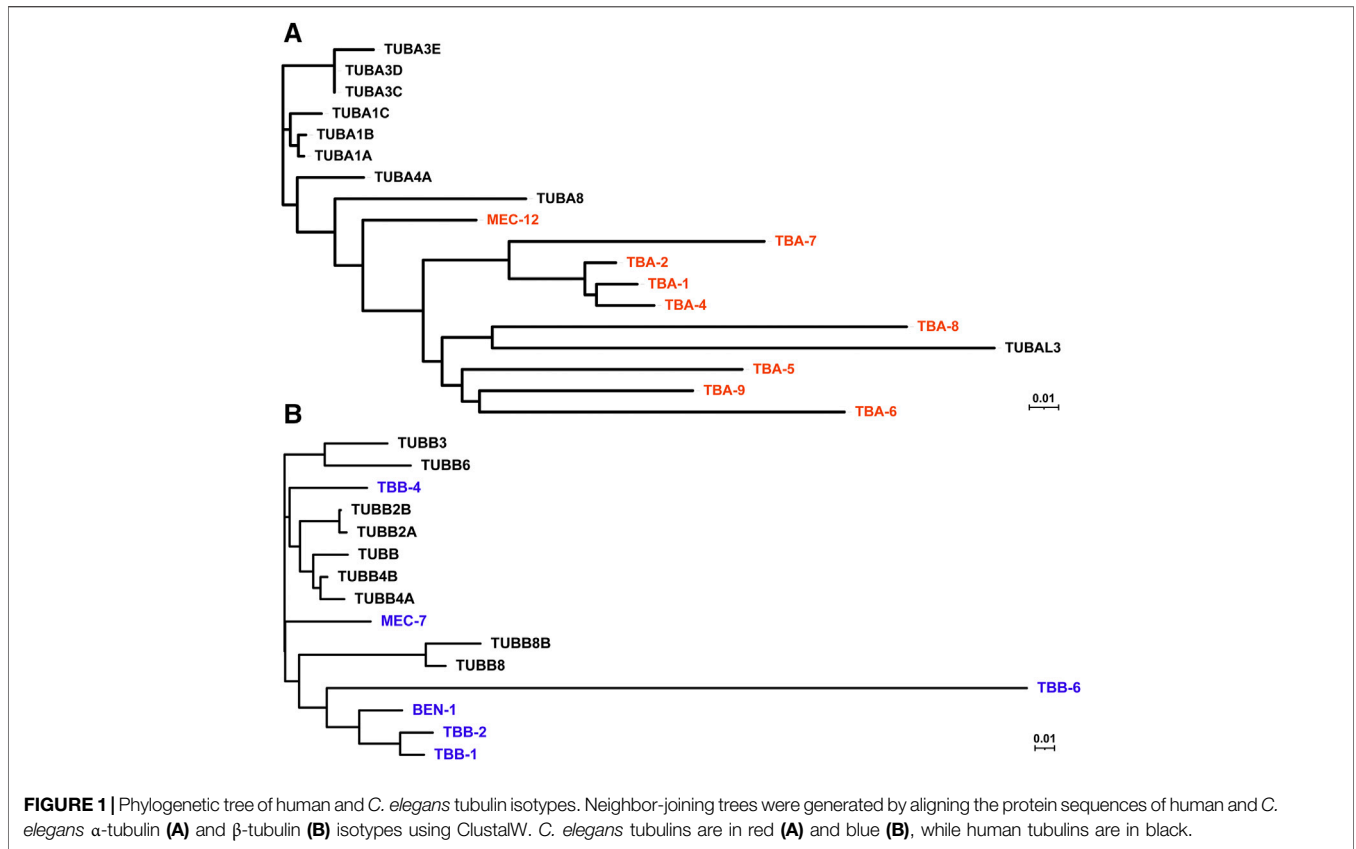 A
TUBA3E
TUBA3D
TUBA3C
TUBA1C
TUBA1B
TUBA1A
TUBA4A
TUBA8
MEC-12
TBA-7
TBA-2
TBA-1
TBA-4
TBA-8
TUBAL3
TBA-5
TBA-9
TBA-6
0.01
B
TUBB3
TUBB6
TBB-4
TUBB2B
TUBB2A
TUBB
TUBB4B
TUBB4A
MEC-7
TUBB8B
TUBB8
TBB-6
BEN-1
TBB-2
TBB-1
0.01
FIGURE 1 | Phylogenetic tree of human and C. elegans tubulin isotypes. Neighbor-joining trees were generated by aligning the protein sequences of human and C.
elegans α-tubulin (A) and β-tubulin (B) isotypes using ClustalW. C. elegans tubulins are in red (A) and blue (B), while human tubulins are in black.